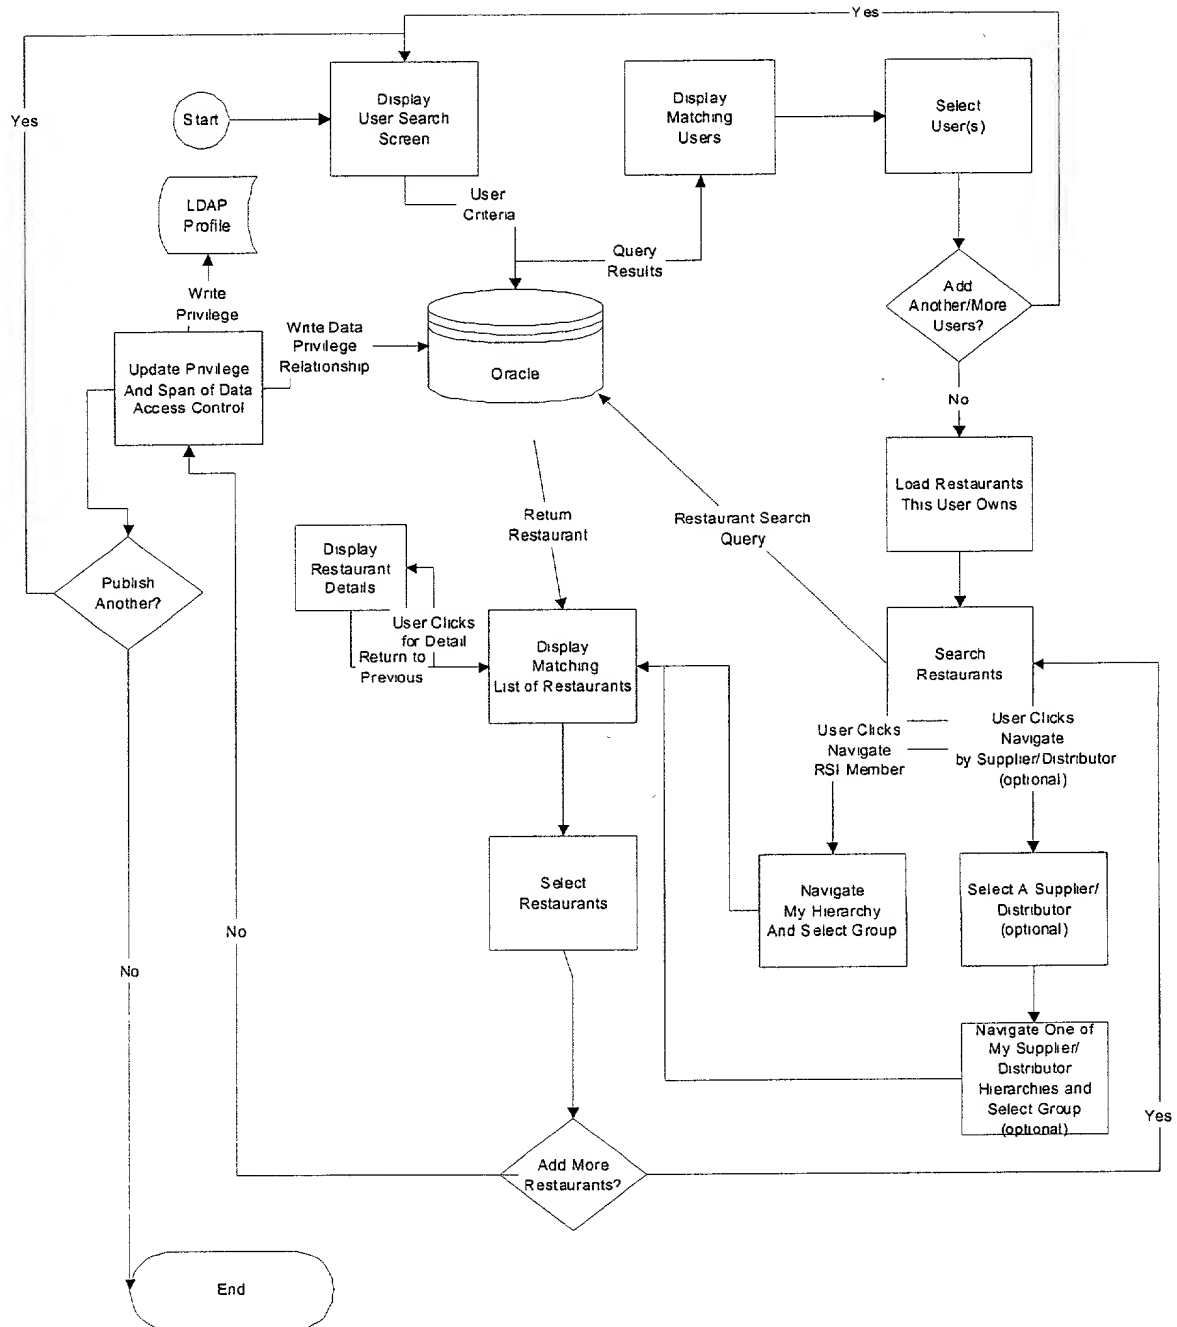 Yes
Yes
Start
Display
User Search
Screen
Display
Matching
Users
Select
User(s)
LDAP
Profile
User
Criteria
Query
Results
Add
Another/More
Users?
Write
Privilege
Write Data
Privilege
Relationship
Update Privilege
And Span of Data
Access Control
Oracle
No
Load Restaurants
This User Owns
Return
Restaurant
Restaurant Search
Query
Display
Restaurant
Details
Publish
Another?
User Clicks
for Detail
Return to
Previous
Display
Matching
List of Restaurants
Search
Restaurants
User Clicks
Navigate
RSI Member
User Clicks
Navigate
by Supplier/Distributor
(optional)
Select
Restaurants
Navigate
My Hierarchy
And Select Group
Select A Supplier/
Distributor
(optional)
No
No
Navigate One of
My Supplier/
Distributor
Hierarchies and
Select Group
(optional)
Yes
Add More
Restaurants?
End